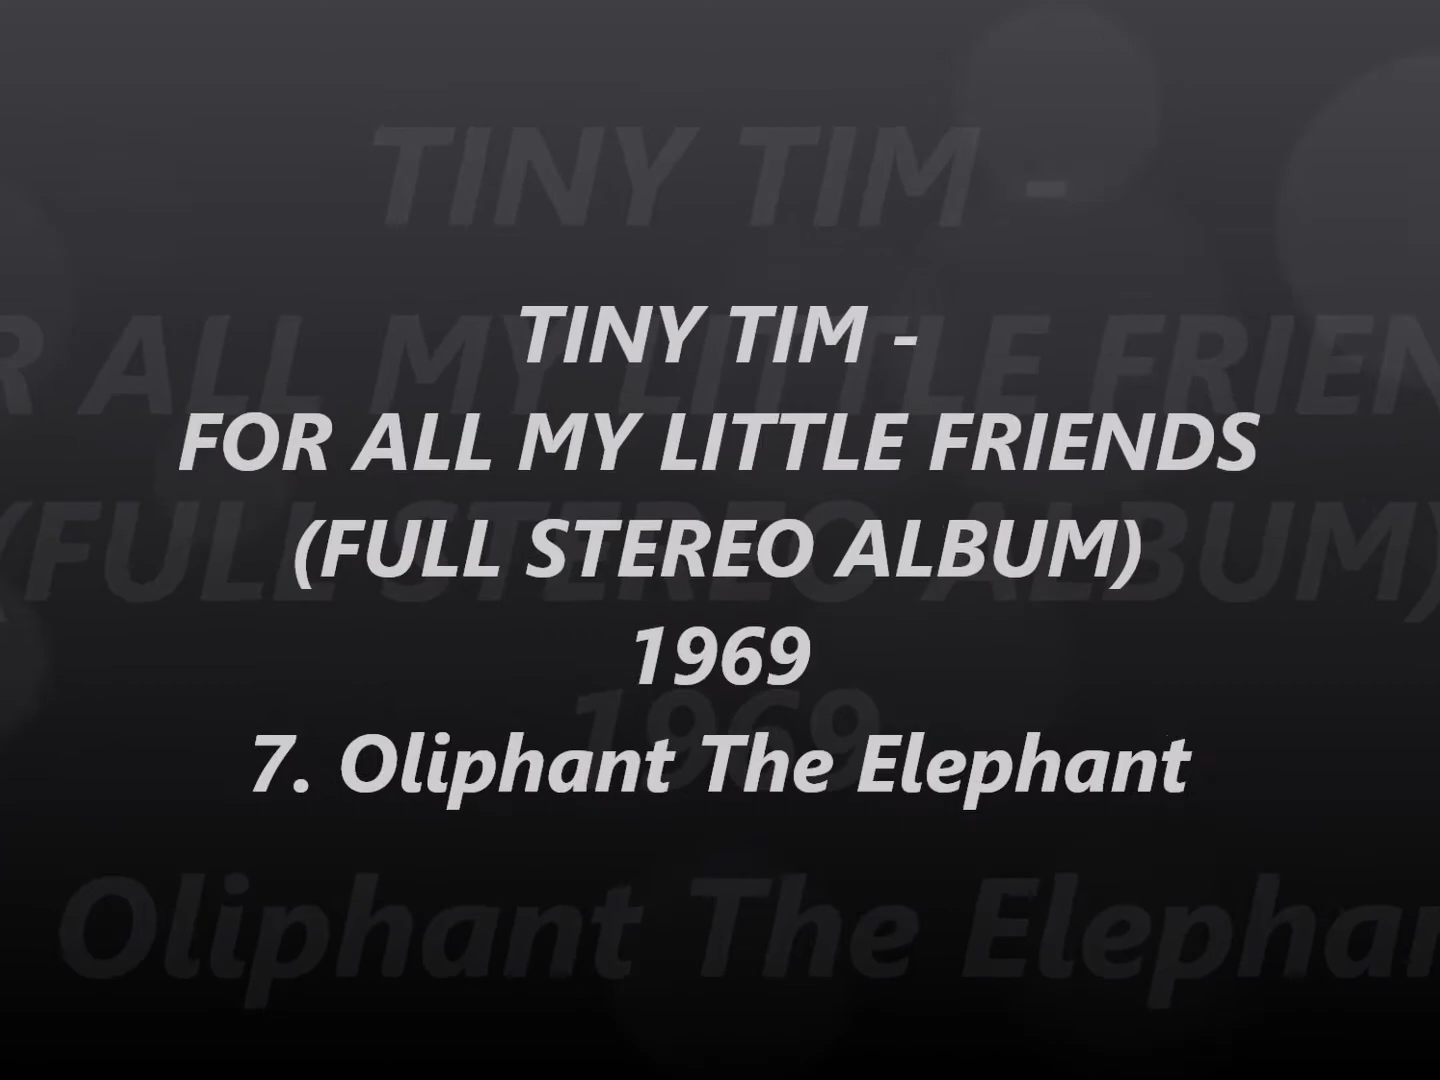 TINY TIM -
FOR ALL MY LITTLE FRIENDS
(FULL STEREO ALBUM)
1969
7. Oliphant The Elephant